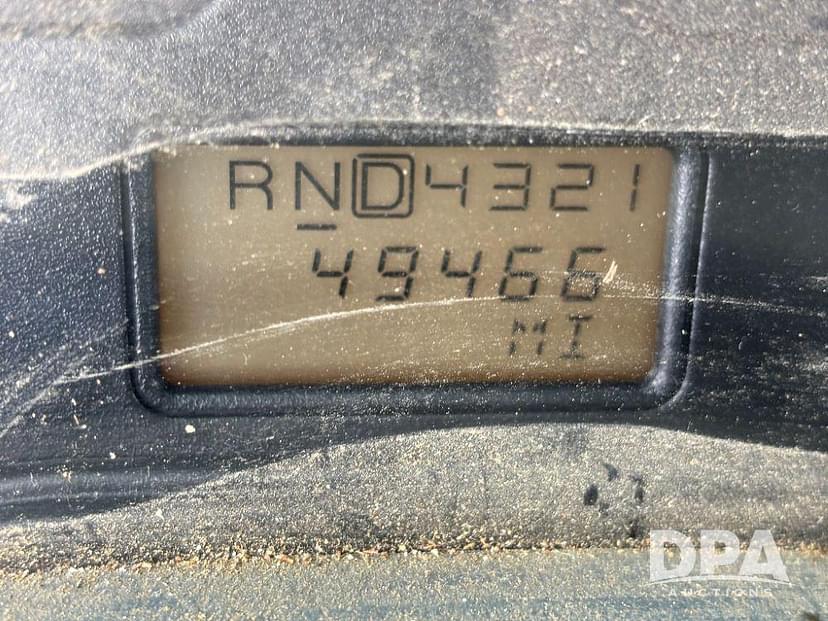 RND4321
49466
MI
DPA
AUCTIONS